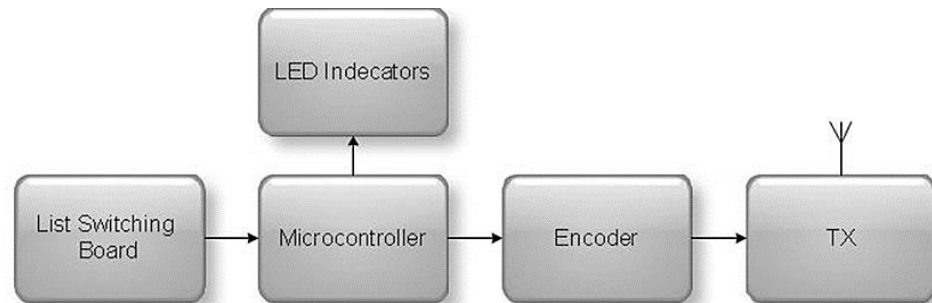 LED Indecators
List Switching
Board
Microcontroller
Encoder
TX